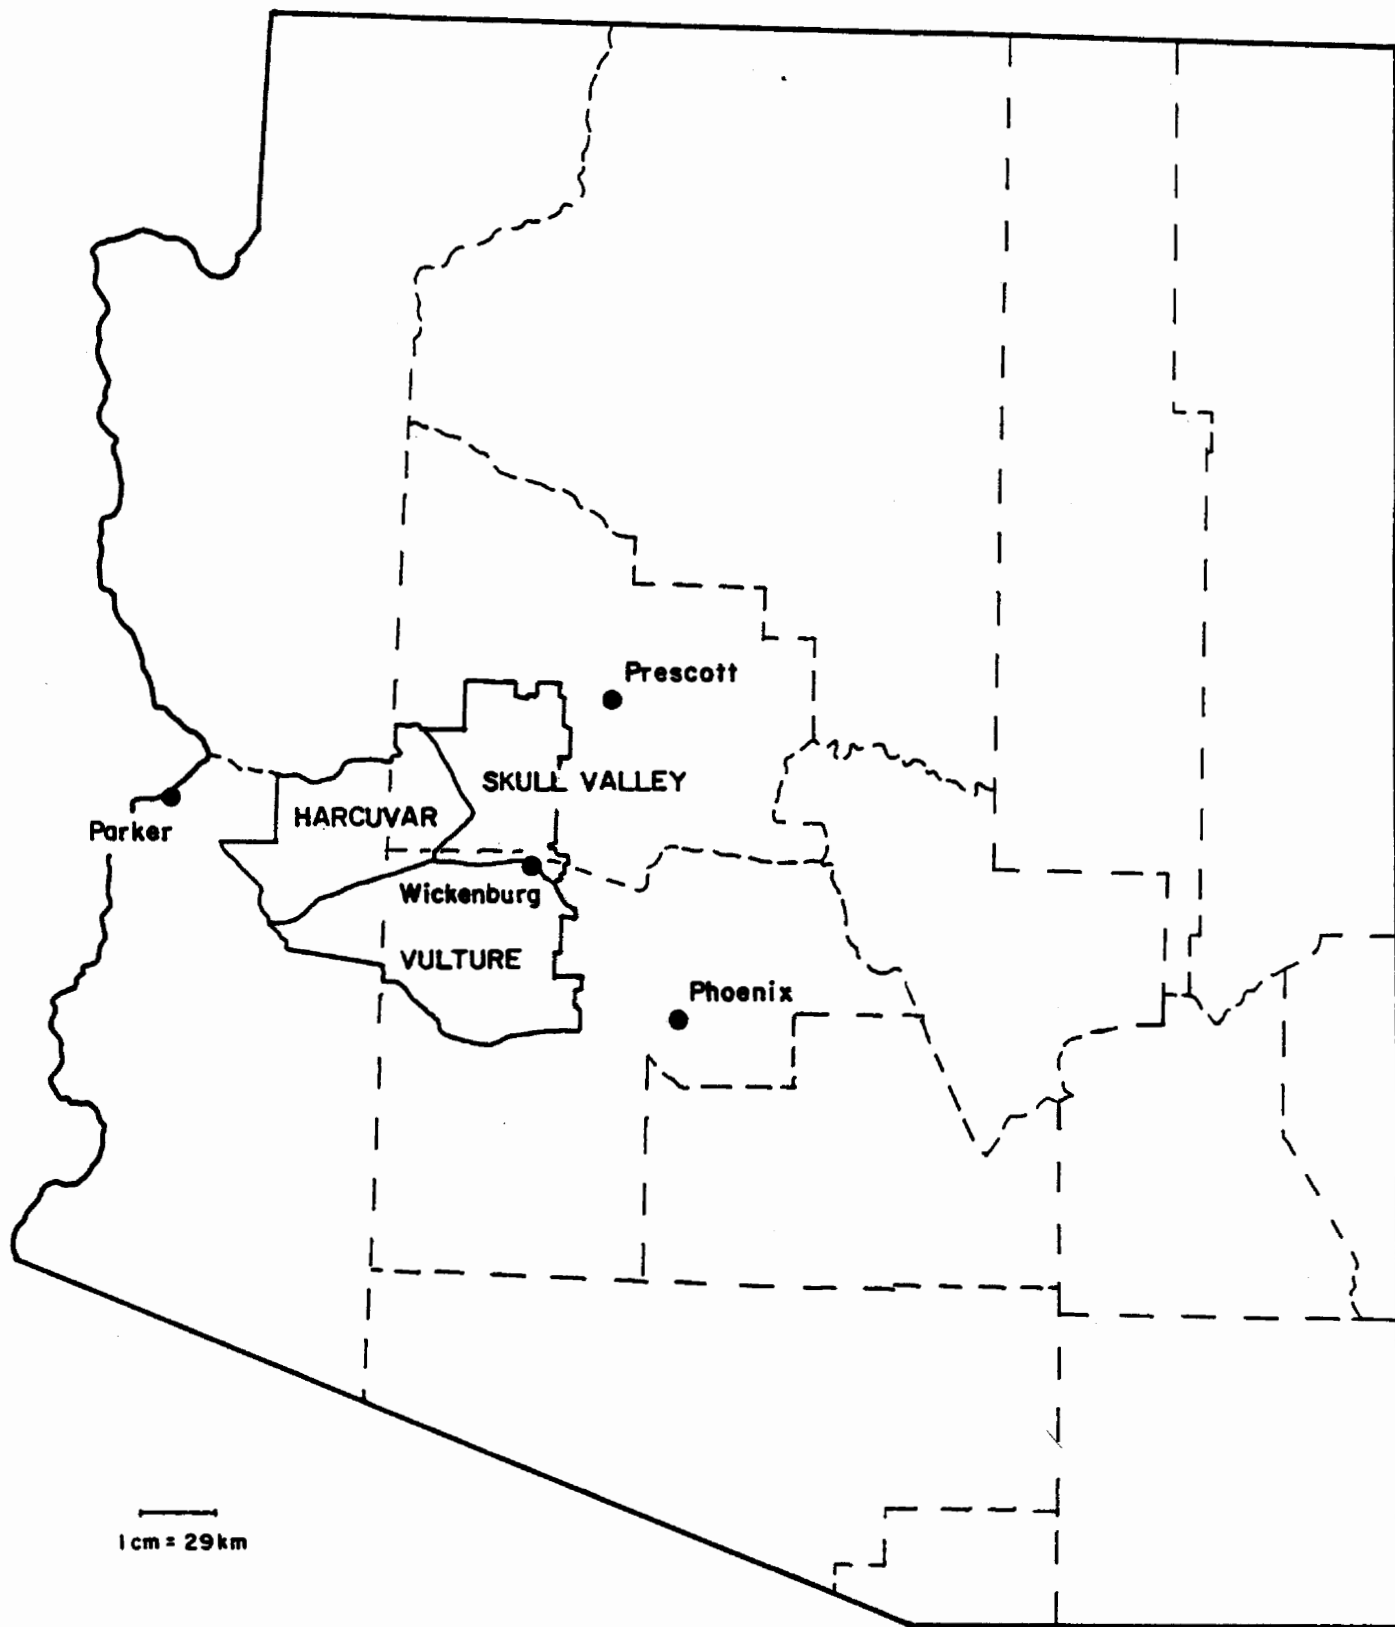 Prescott
SKULL VALLEY
HARCUVAR
Parker
Wickenburg
VULTURE
Phoenix
1 cm = 29 km